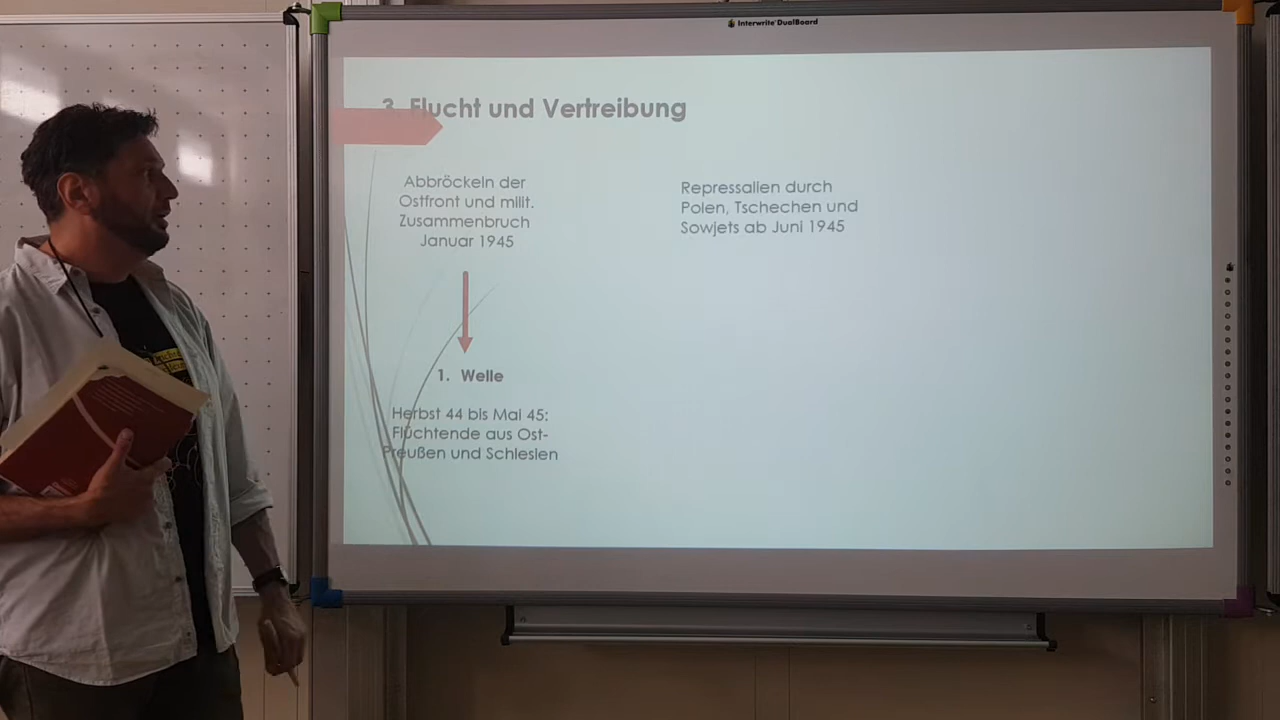 Interwrite DualBoard
3. Flucht und Vertreibung
Abbröckeln der
Ostfront und milit.
Zusammenbruch
Januar 1945
1. Welle
Herbst 44 bis Mai 45:
Flüchtende aus Ost-
Preußen und Schlesien
Repressalien durch
Polen, Tschechen und
Sowjets ab Juni 1945